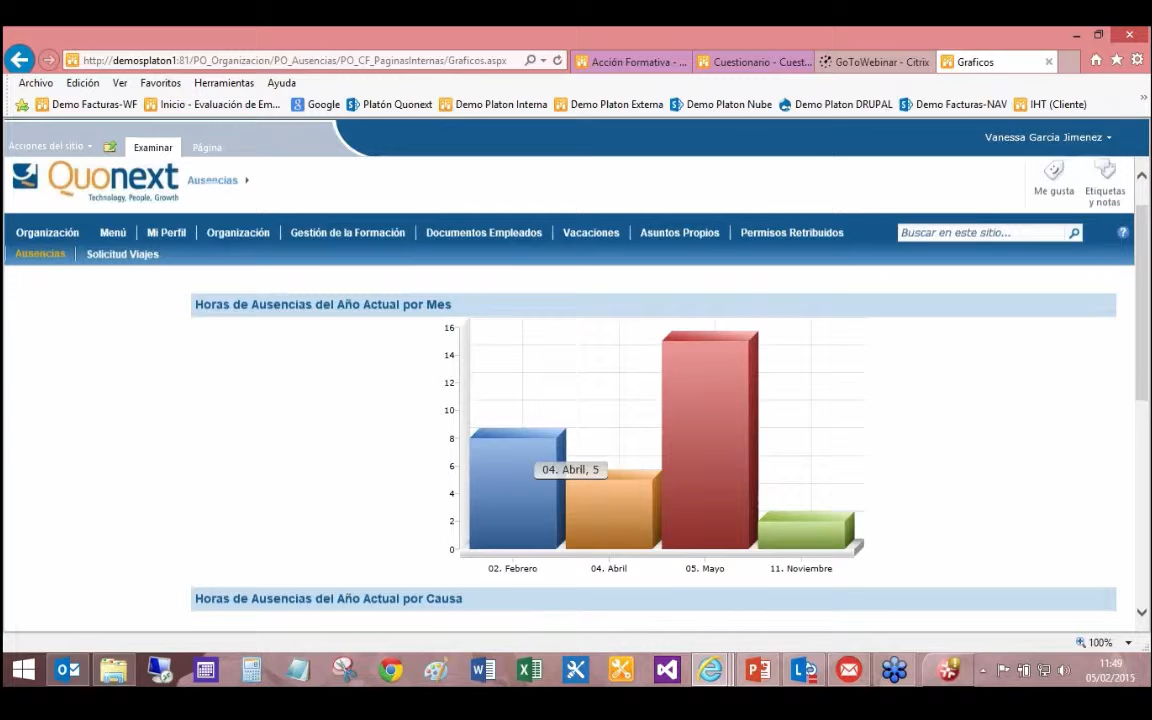 http://demosplaton1:81/PO_Organizacion/PO_Ausencias/PO_CF_PaginasInternas/Graficos.aspx
Acción Formativa - ...
Cuestionario - Cuest...
GoToWebinar - Citrix
Graficos
Archivo Edición Ver Favoritos Herramientas Ayuda
Demo Facturas-WF Inicio - Evaluación de Em... Google Platón Quonext Demo Platon Interna Demo Platon Externa Demo Platon Nube Demo Platon DRUPAL Demo Facturas-NAV IHT (Cliente)
Vanessa Garcia Jimenez
Acciones del sitio Examinar Página
Quonext
Technology, People, Growth
Ausencias
Me gusta
Etiquetas y notas
Organización Menú Mi Perfil Organización Gestión de la Formación Documentos Empleados Vacaciones Asuntos Propios Permisos Retribuidos
Buscar en este sitio...
Ausencias Solicitud Viajes
Horas de Ausencias del Año Actual por Mes
16
14
12
10
8
6
4
2
0
04. Abril, 5
02. Febrero 04. Abril 05. Mayo 11. Noviembre
Horas de Ausencias del Año Actual por Causa
100%
11:49
05/02/2015